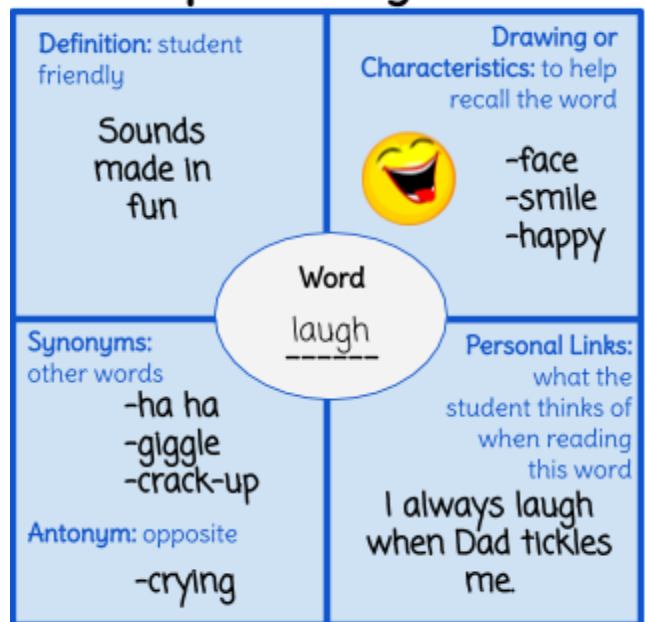 Definition: student
friendly
Sounds
made in
fun
Drawing or
Characteristics: to help
recall the word
-face
-smile
-happy
Word
laugh
Synonyms:
other words
-ha ha
-giggle
-crack-up
Antonym: opposite
-crying
Personal Links:
what the
student thinks of
when reading
this word
I always laugh
when Dad tickles
me.